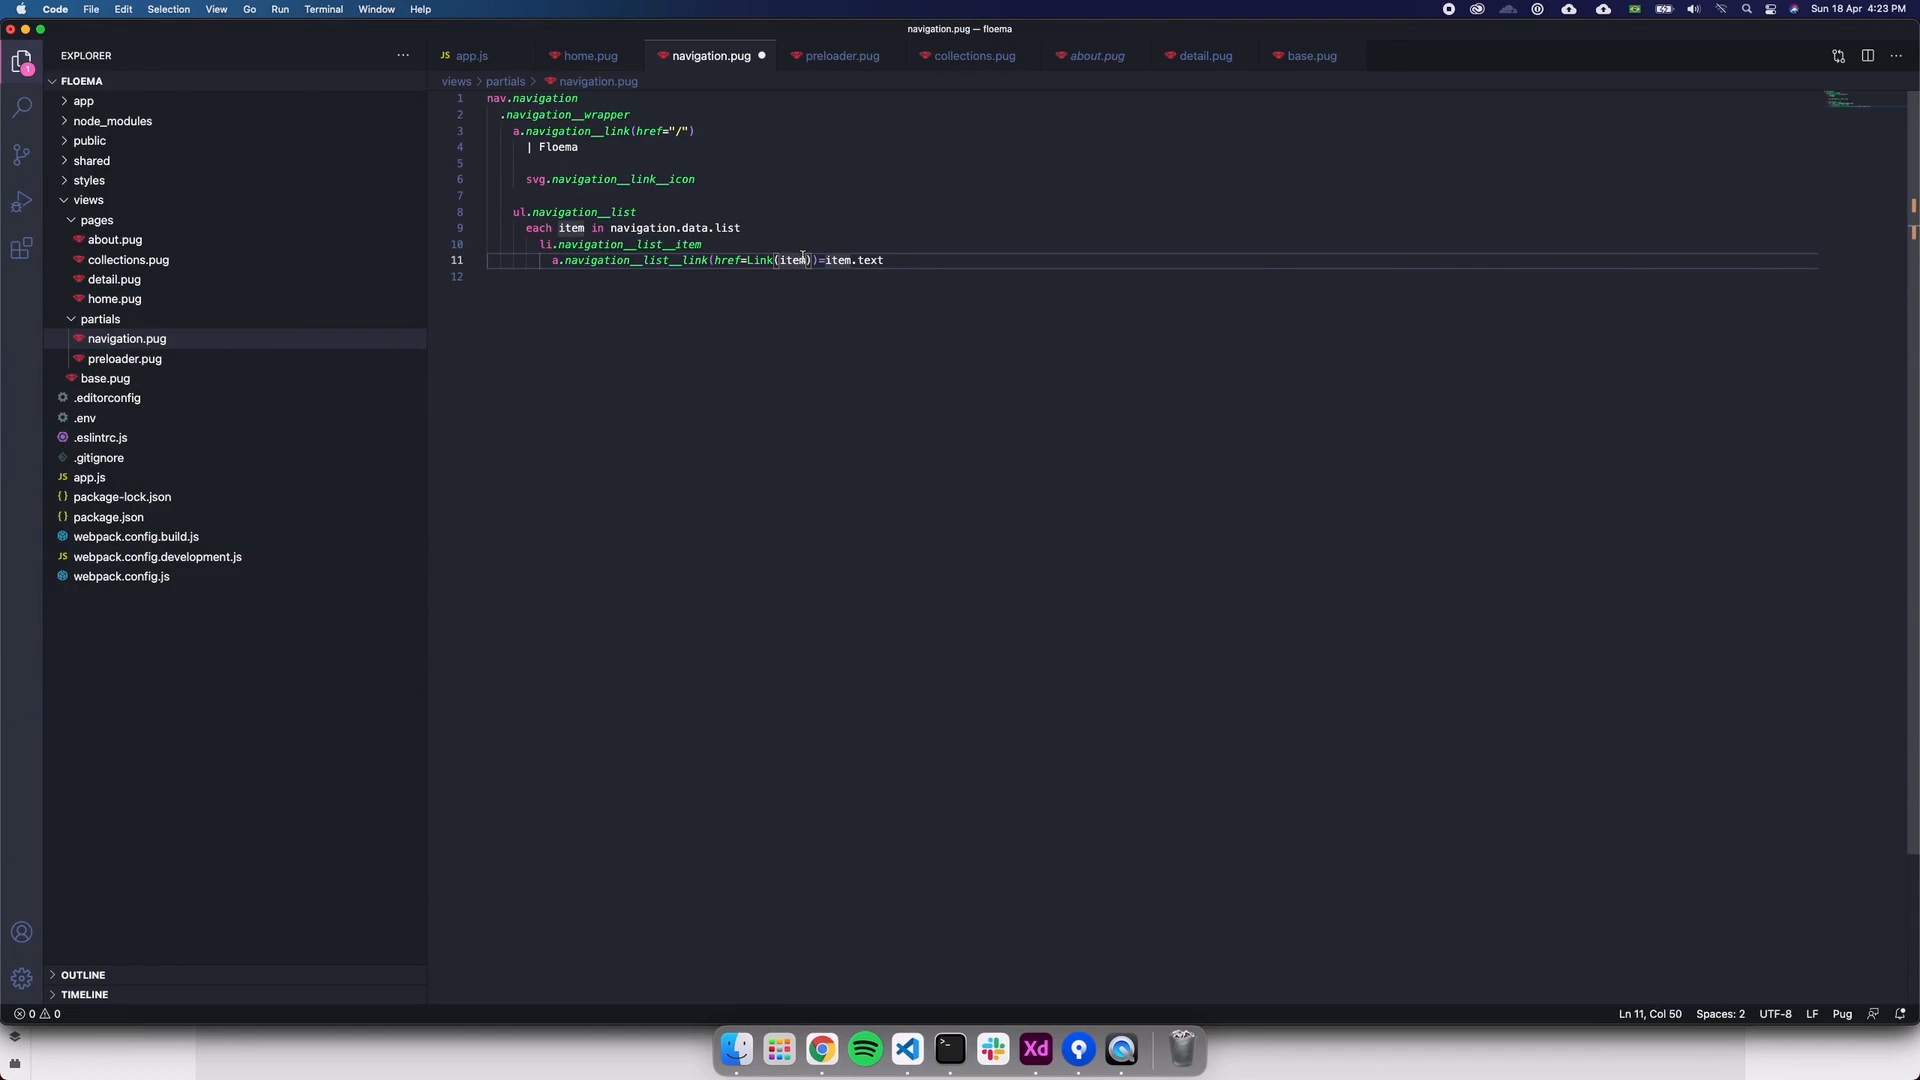 Code File Edit Selection View Go Run Terminal Window Help
Sun 18 Apr 4:23 PM
navigation.pug — floema
EXPLORER
1
FLOEMA
app
node_modules
public
shared
styles
views
pages
about.pug
collections.pug
detail.pug
home.pug
partials
navigation.pug
preloader.pug
base.pug
.editorconfig
.env
.eslintrc.js
.gitignore
JS app.js
{} package-lock.json
{} package.json
webpack.config.build.js
JS webpack.config.development.js
webpack.config.js
OUTLINE
TIMELINE
JS app.js home.pug navigation.pug preloader.pug collections.pug about.pug detail.pug base.pug
views > partials > navigation.pug
1 nav.navigation
2 .navigation__wrapper
3 a.navigation__link(href="/")
4 | Floema
5
6 svg.navigation__link__icon
7
8 ul.navigation__list
9 each item in navigation.data.list
10 li.navigation__list__item
11 a.navigation__list__link(href=Link(item))=item.text
12
0 0
Ln 11, Col 50 Spaces: 2 UTF-8 LF Pug
Xd